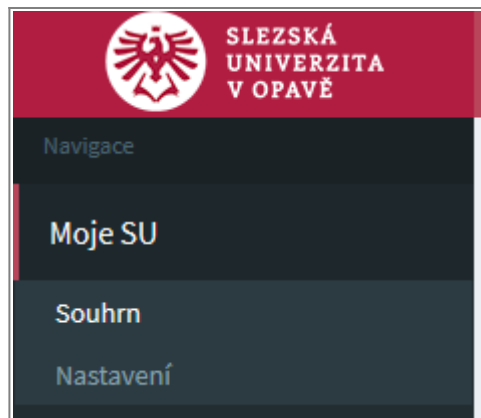 SLEZSKÁ
UNIVERZITA
V OPAVĚ
Navigace
Moje SU
Souhrn
Nastavení